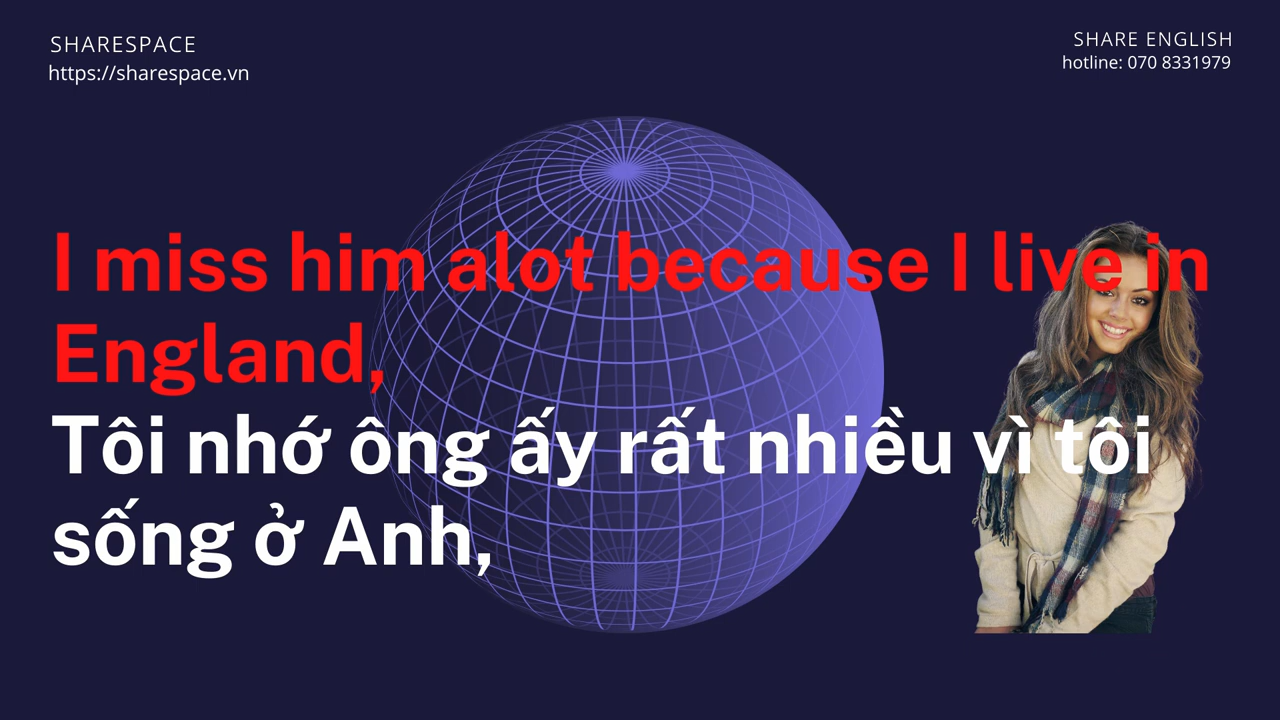 SHARESPACE
https://sharespace.vn
SHARE ENGLISH
hotline: 070 8331979
I miss him alot because I live in
England,
Tôi nhớ ông ấy rất nhiều vì tôi
sống ở Anh,